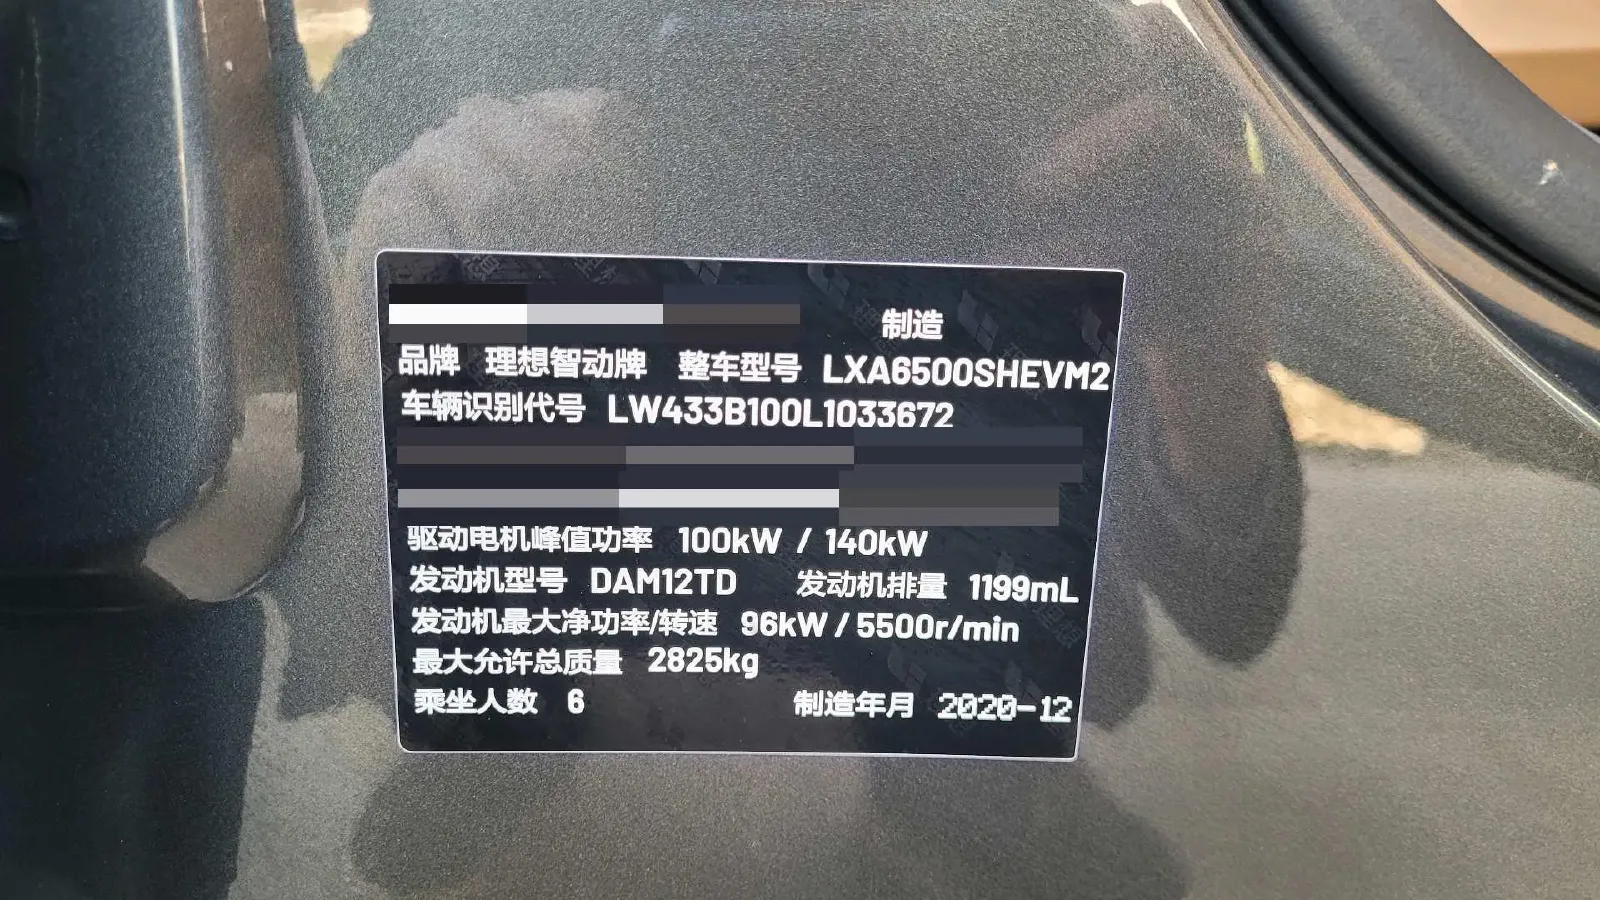 制造
品牌 理想智动牌 整车型号 LXA6500SHEVM2
车辆识别代号 LW433B100L1033672
驱动电机峰值功率 100kW / 140kW
发动机型号 DAM12TD 发动机排量 1199mL
发动机最大净功率/转速 96kW / 5500r/min
最大允许总质量 2825kg
乘坐人数 6 制造年月 2020-12